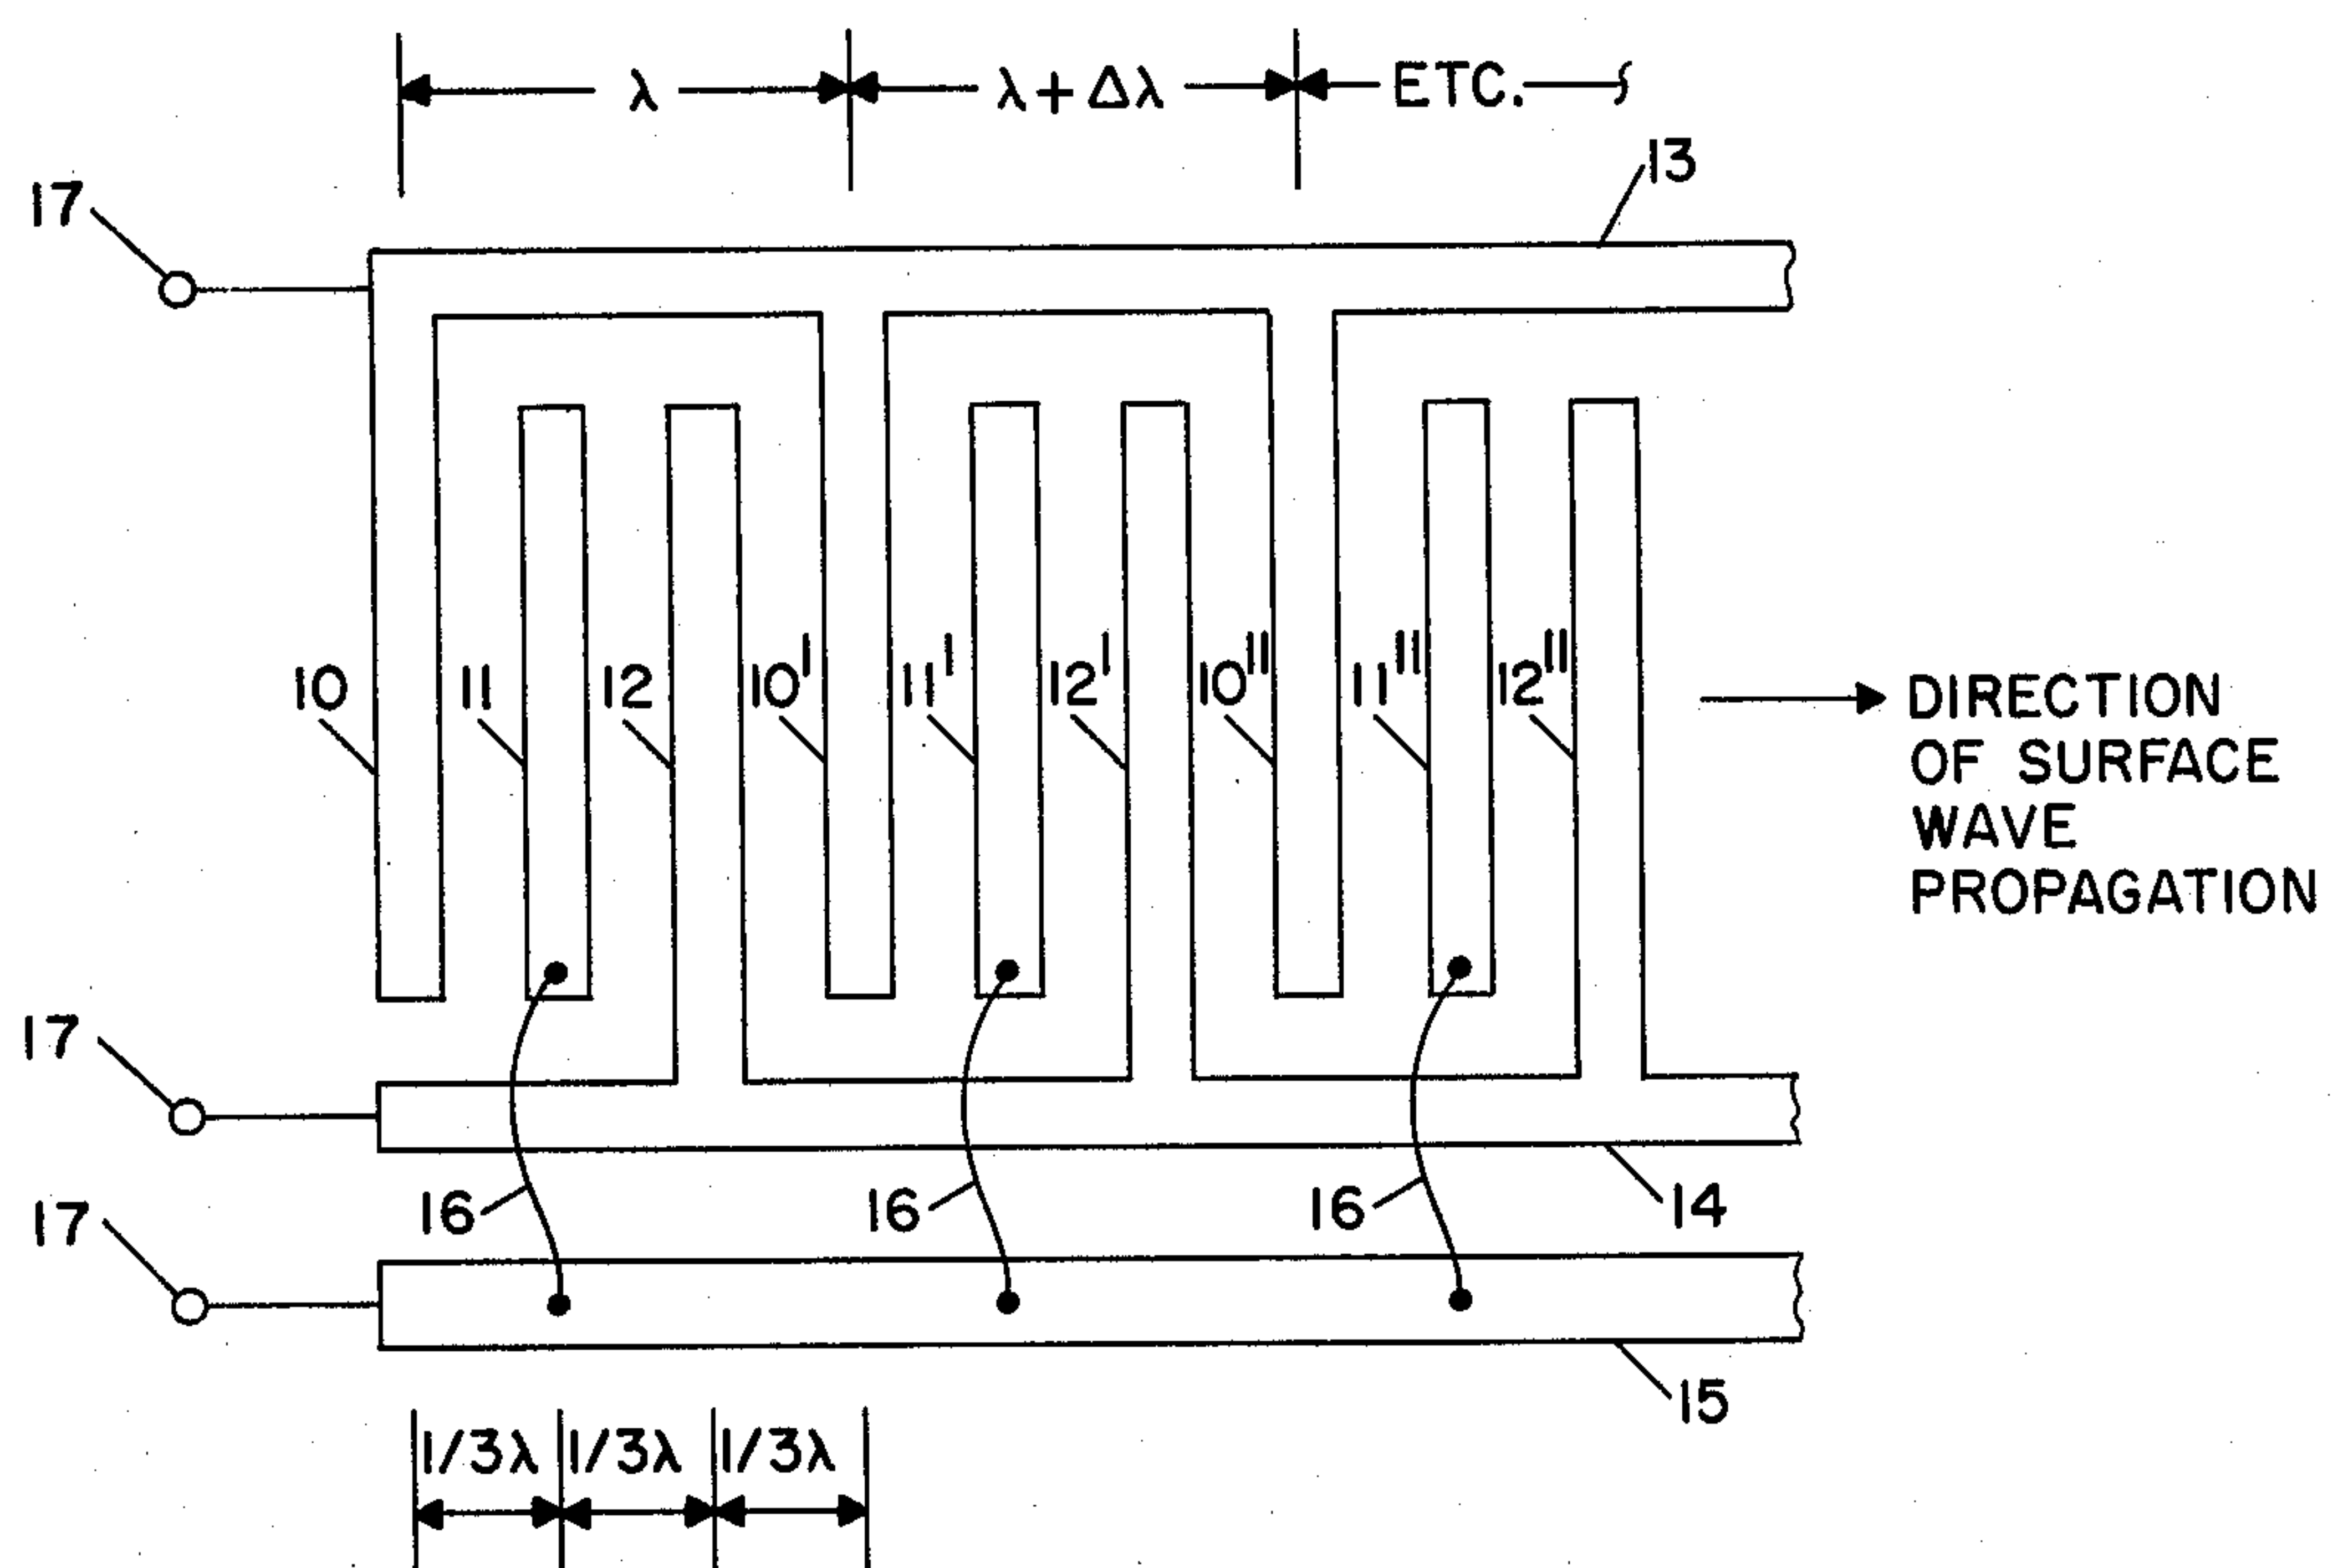 λ λ + Δλ ETC.
13
17
10 11 12 10' 11' 12' 10" 11" 12"
DIRECTION
OF SURFACE
WAVE
PROPAGATION
17
16 16 16 14
17
15
1/3λ 1/3λ 1/3λ